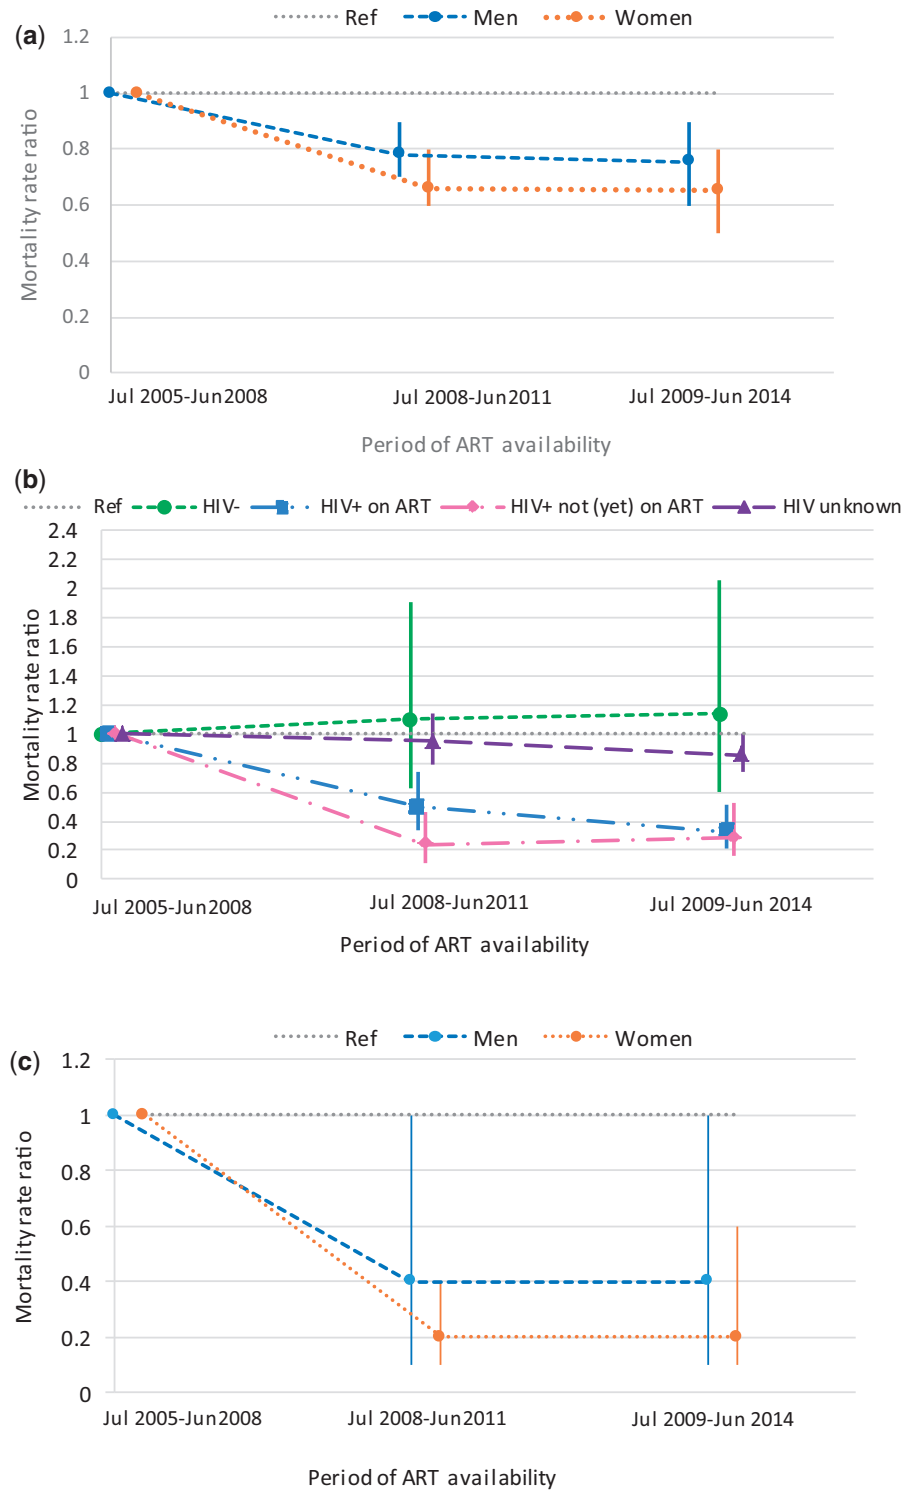 Ref Men Women
(a)
1.2
1
0.8
0.6
0.4
0.2
0
Mortality rate ratio
Jul 2005-Jun2008 Jul 2008-Jun2011 Jul 2009-Jun 2014
Period of ART availability
(b)
Ref HIV- HIV+ on ART HIV+ not (yet) on ART HIV unknown
2.4
2.2
2
1.8
1.6
1.4
1.2
1
0.8
0.6
0.4
0.2
0
Mortality rate ratio
Jul 2005-Jun2008 Jul 2008-Jun2011 Jul 2009-Jun 2014
Period of ART availability
Ref Men Women
(c)
1.2
1
0.8
0.6
0.4
0.2
0
Mortality rate ratio
Jul 2005-Jun2008 Jul 2008-Jun2011 Jul 2009-Jun 2014
Period of ART availability